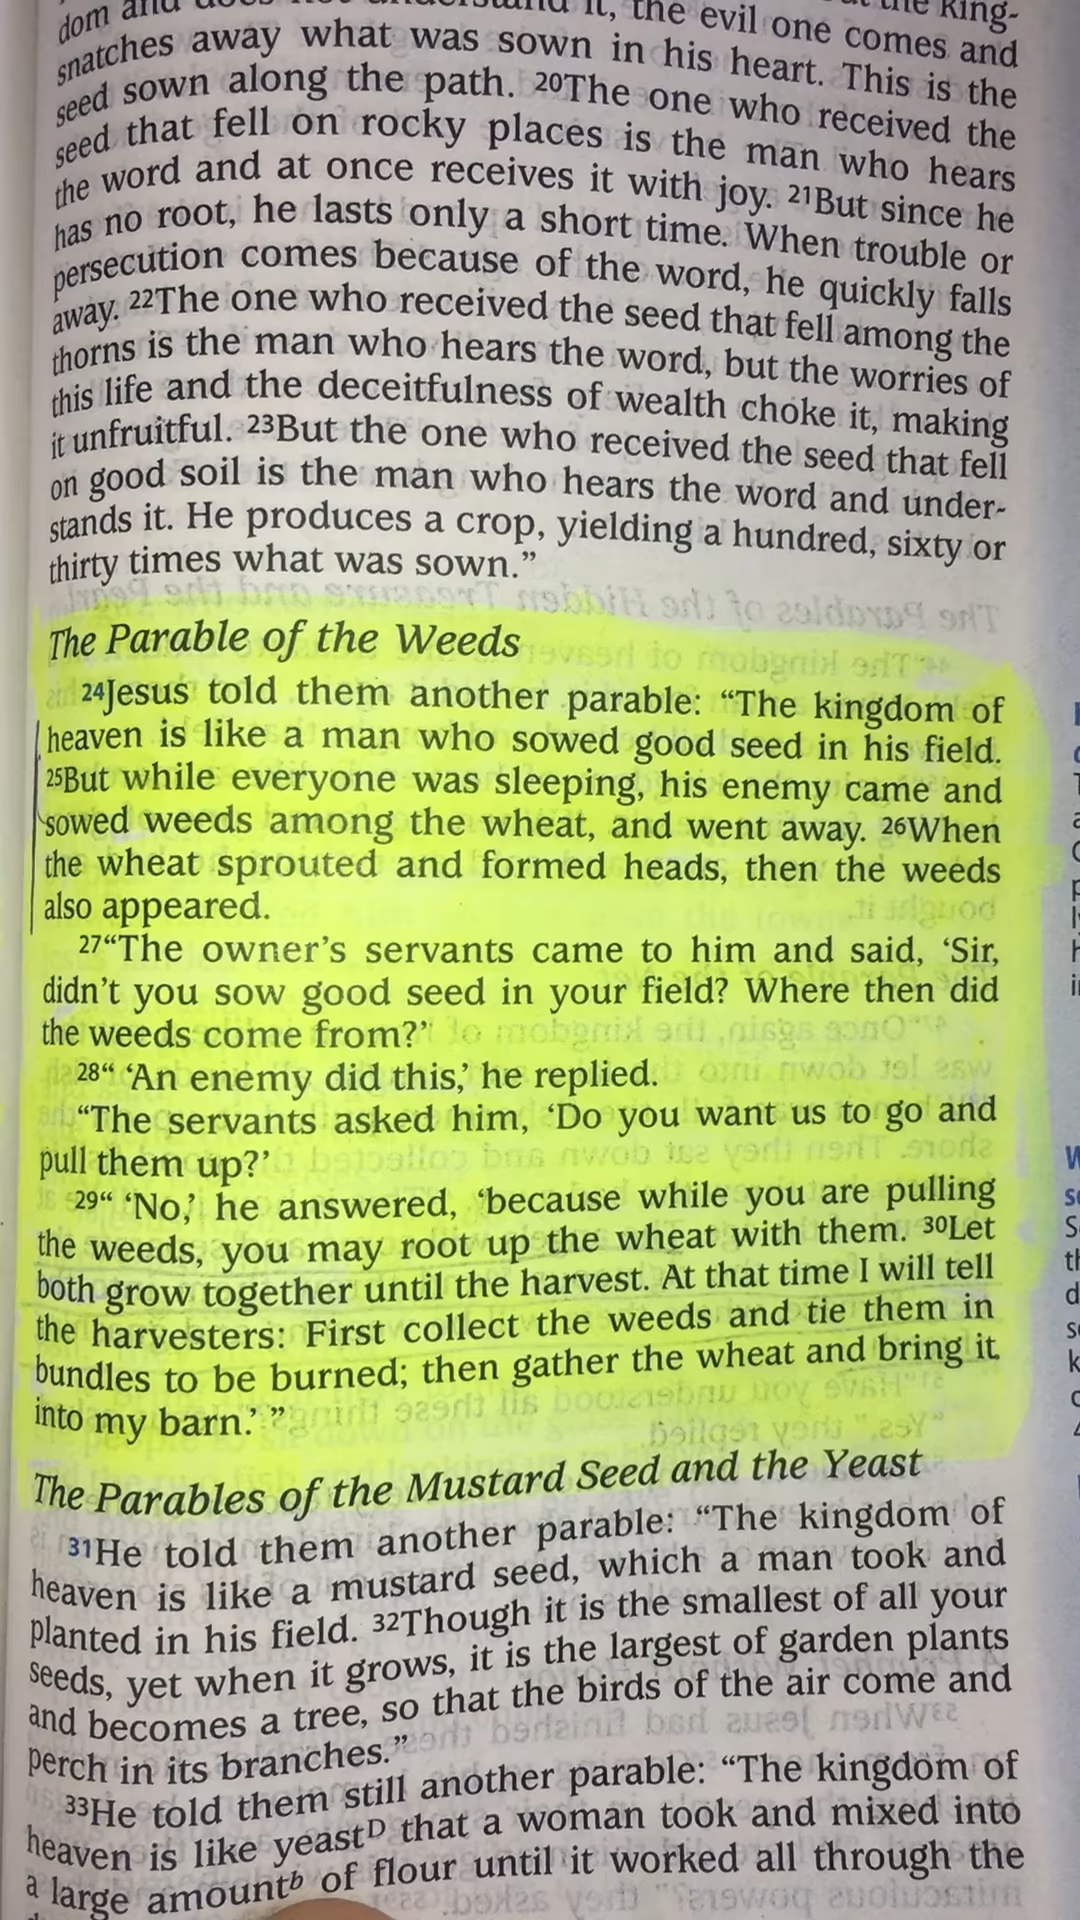 dom and does not understand it, the evil one comes and
snatches away what was sown in his heart. This is the
seed sown along the path. 20The one who received the
seed that fell on rocky places is the man who hears
the word and at once receives it with joy. 21But since he
has no root, he lasts only a short time. When trouble or
persecution comes because of the word, he quickly falls
away. 22The one who received the seed that fell among the
thorns is the man who hears the word, but the worries of
this life and the deceitfulness of wealth choke it, making
it unfruitful. 23But the one who received the seed that fell
on good soil is the man who hears the word and under-
stands it. He produces a crop, yielding a hundred, sixty or
thirty times what was sown.”
The Parable of the Weeds
24Jesus told them another parable: “The kingdom of
heaven is like a man who sowed good seed in his field.
25But while everyone was sleeping, his enemy came and
sowed weeds among the wheat, and went away. 26When
the wheat sprouted and formed heads, then the weeds
also appeared.
27“The owner’s servants came to him and said, ‘Sir,
didn’t you sow good seed in your field? Where then did
the weeds come from?’
28“ ‘An enemy did this,’ he replied.
“The servants asked him, ‘Do you want us to go and
pull them up?’
29“ ‘No,’ he answered, ‘because while you are pulling
the weeds, you may root up the wheat with them. 30Let
both grow together until the harvest. At that time I will tell
the harvesters: First collect the weeds and tie them in
bundles to be burned; then gather the wheat and bring it
into my barn.’ ”
The Parables of the Mustard Seed and the Yeast
31He told them another parable: “The kingdom of
heaven is like a mustard seed, which a man took and
planted in his field. 32Though it is the smallest of all your
seeds, yet when it grows, it is the largest of garden plants
and becomes a tree, so that the birds of the air come and
perch in its branches.”
33He told them still another parable: “The kingdom of
heaven is like yeastD that a woman took and mixed into
a large amountb of flour until it worked all through the